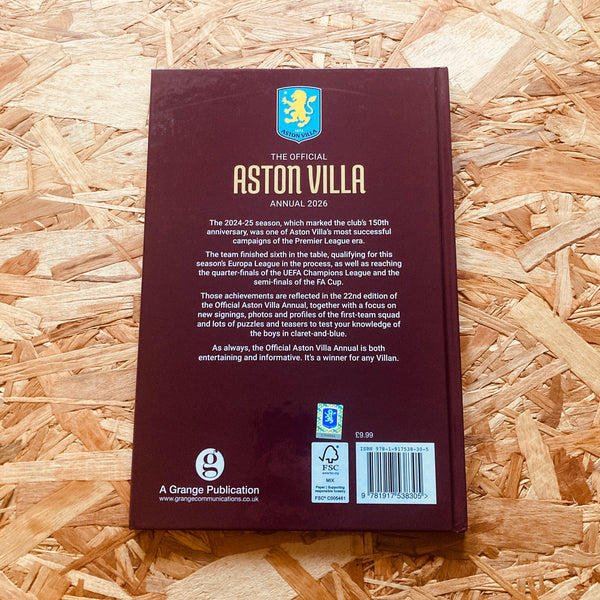 1874
ASTON VILLA
THE OFFICIAL
ASTON VILLA
ANNUAL 2026
The 2024-25 season, which marked the club's 150th
anniversary, was one of Aston Villa's most successful
campaigns of the Premier League era.
The team finished sixth in the table, qualifying for this
season's Europa League in the process, as well as reaching
the quarter-finals of the UEFA Champions League and the
semi-finals of the FA Cup.
Those achievements are reflected in the 22nd edition of
the Official Aston Villa Annual, together with a focus on
new signings, photos and profiles of the first-team squad
and lots of puzzles and teasers to test your knowledge of
the boys in claret-and-blue.
As always, the Official Aston Villa Annual is both
entertaining and informative. It's a winner for any Villan.
£9.99
ISBN 978-1-917538-30-5
9 781917 538305 >
FSC
www.fsc.org
MIX
Paper | Supporting
responsible forestry
FSC® C005461
g
A Grange Publication
www.grangecommunications.co.uk